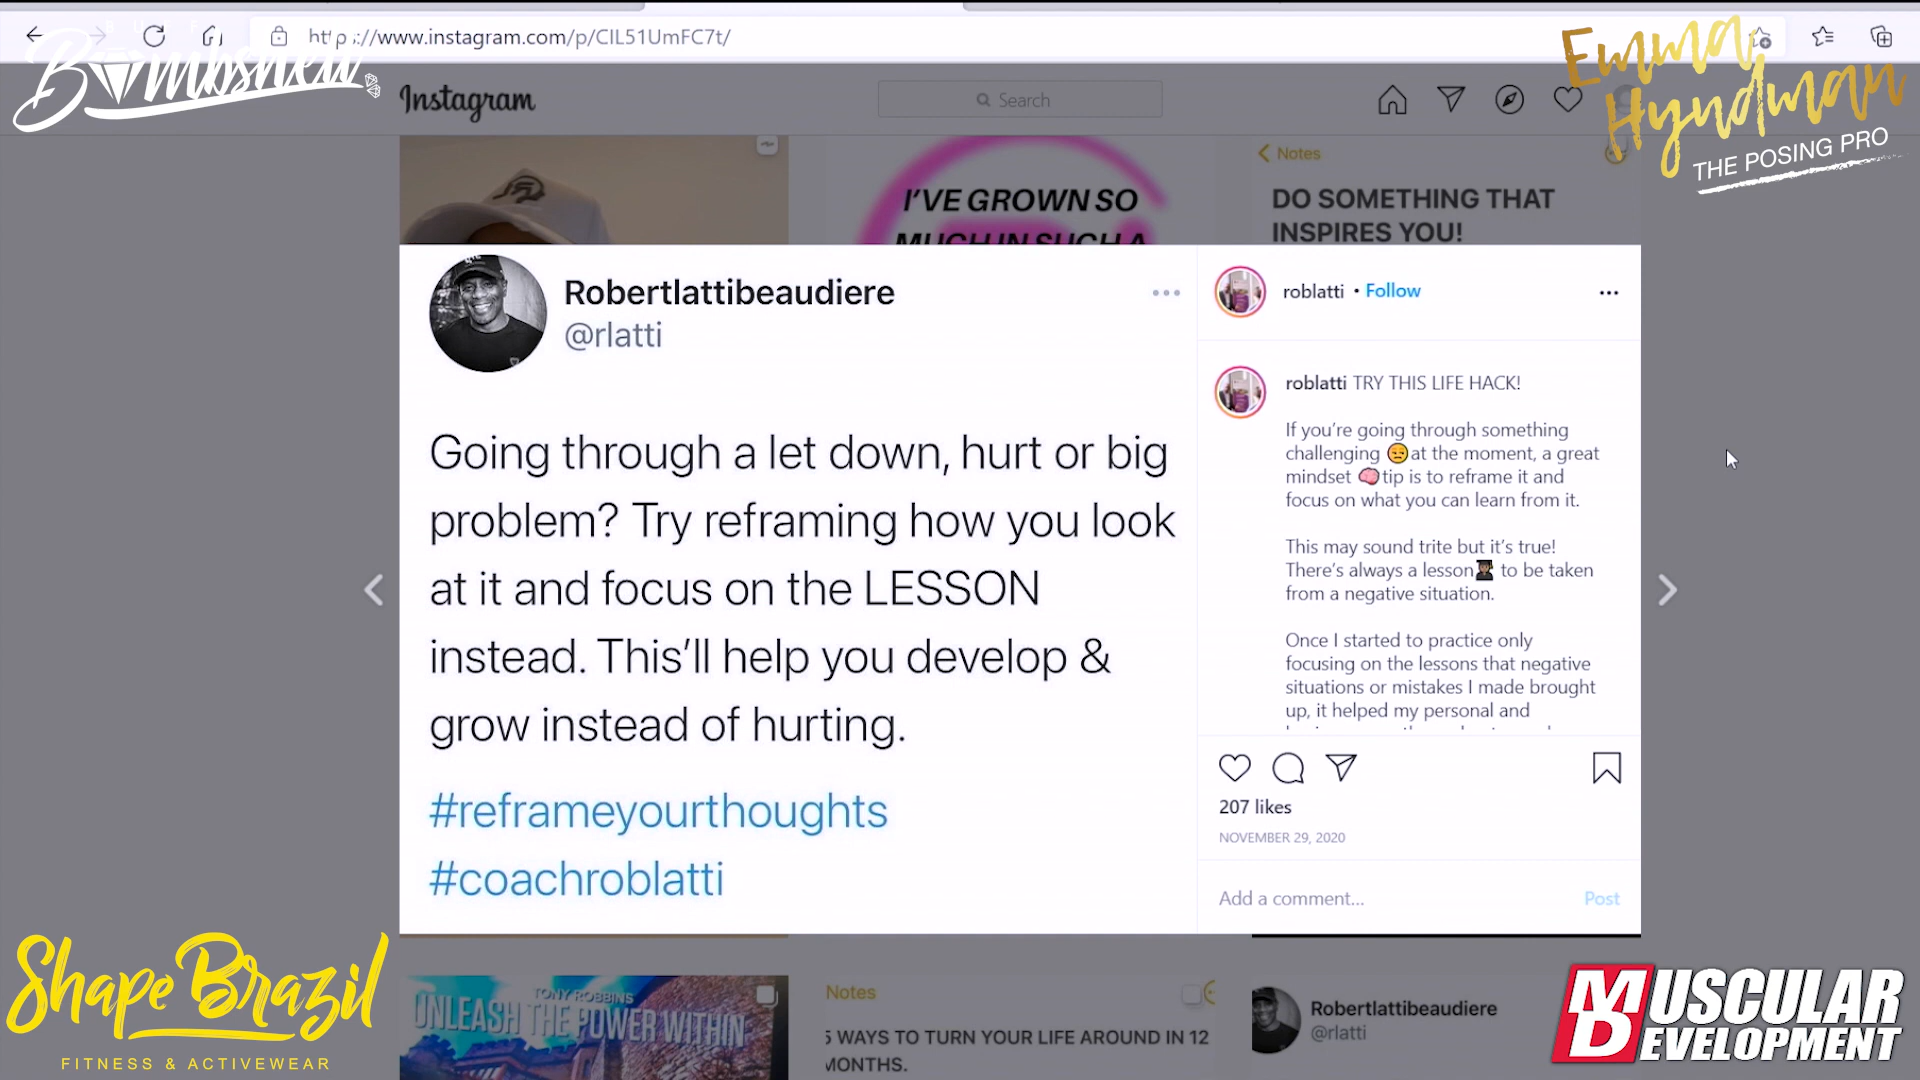 https://www.instagram.com/p/CIL51UmFC7t/
Bombshell
Emma
Hyndman
THE POSING PRO
Instagram
Search
I'VE GROWN SO
MUCH IN SUCH A
Notes
DO SOMETHING THAT
INSPIRES YOU!
Robertlattibeaudiere
@rlatti
Going through a let down, hurt or big
problem? Try reframing how you look
at it and focus on the LESSON
instead. This'll help you develop &
grow instead of hurting.
#reframeyourthoughts
#coachroblatti
roblatti • Follow
roblatti TRY THIS LIFE HACK!
If you're going through something
challenging 😒at the moment, a great
mindset 🧠tip is to reframe it and
focus on what you can learn from it.
This may sound trite but it's true!
There's always a lesson👨🏿‍🎓 to be taken
from a negative situation.
Once I started to practice only
focusing on the lessons that negative
situations or mistakes I made brought
up, it helped my personal and
207 likes
NOVEMBER 29, 2020
Add a comment...
Post
Shape Brazil
FITNESS & ACTIVEWEAR
TONY ROBBINS
UNLEASH THE POWER WITHIN
Notes
5 WAYS TO TURN YOUR LIFE AROUND IN 12
MONTHS.
Robertlattibeaudiere
@rlatti
MUSCULAR
DEVELOPMENT